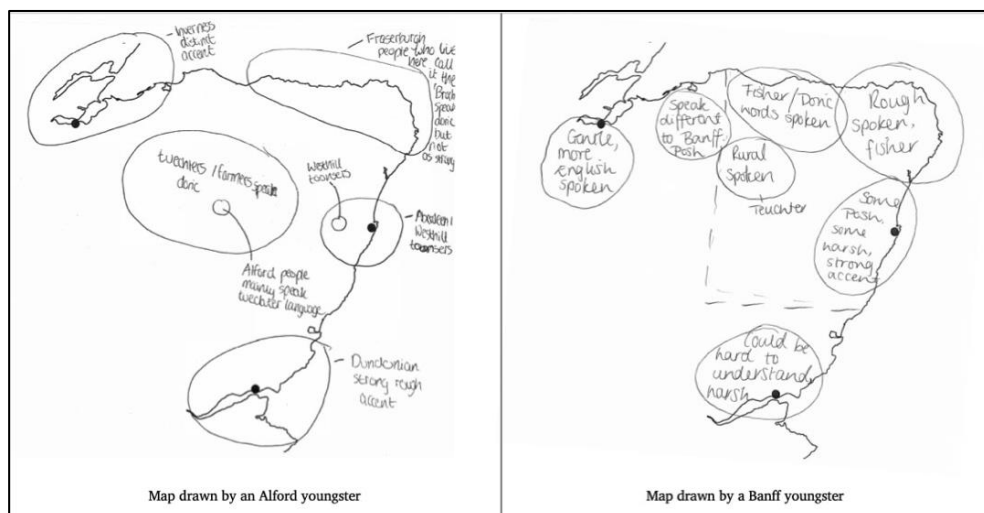 Inverness
distinct
accent
Fraserburgh
people who live
here call
it the
'Broch
speak
doric
but
not
as strong
twechters / farmers speak
doric
Westhill
toonsers
Aberdeen /
Westhill
toonsers
Alford people
mainly speak
twechter language
Dundonian
strong rough
accent
Map drawn by an Alford youngster
Gentle,
more
english
spoken
Speak
different
to Banff-
Posh
Fisher / Doric
words spoken
Rural
Spoken
Teuchter
Rough
spoken,
fisher
Some
Posh,
some
harsh,
strong
accent
Could be
hard to
understand,
harsh
Map drawn by a Banff youngster